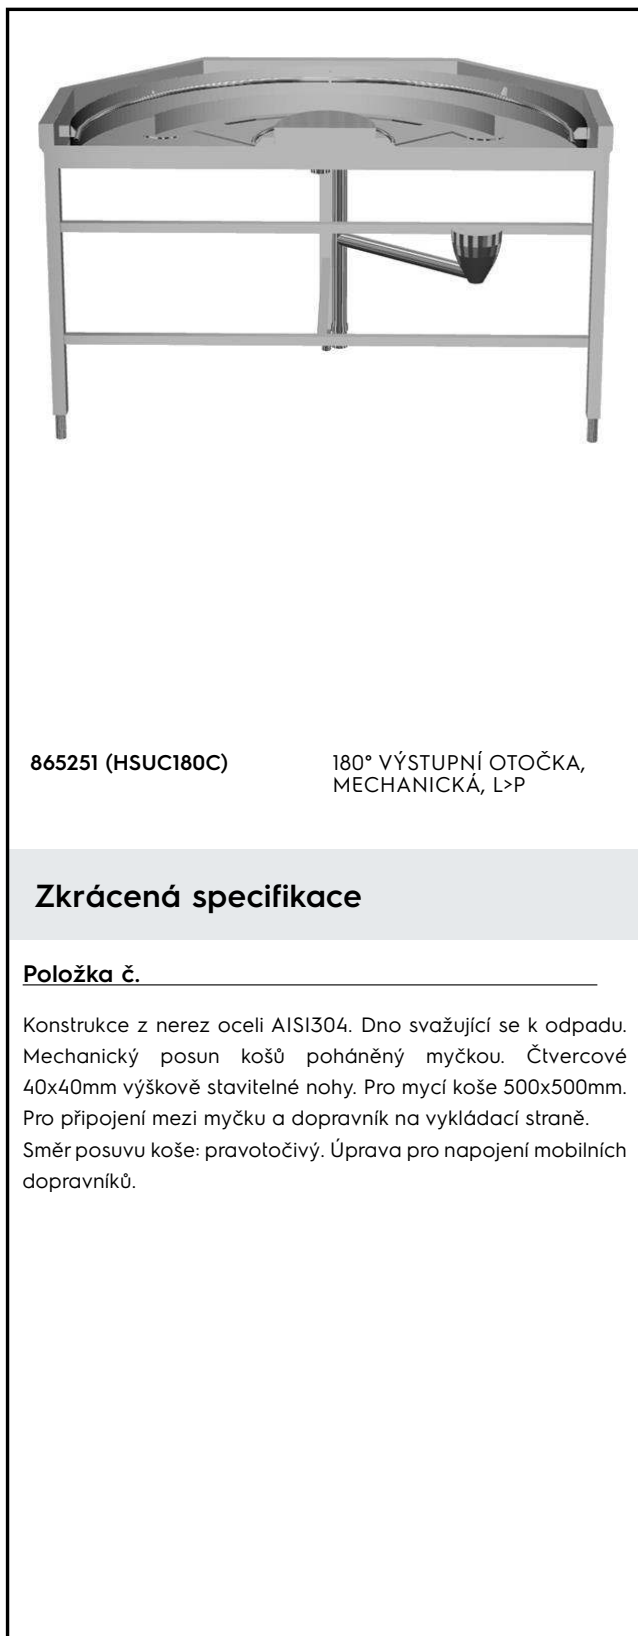 865251 (HSUC180C)
180° VÝSTUPNÍ OTOČKA,
MECHANICKÁ, L>P
Zkrácená specifikace
Položka č.
Konstrukce z nerez oceli AISI304. Dno svažující se k odpadu.
Mechanický posun košů poháněný myčkou. Čtvercové
40x40mm výškově stavitelné nohy. Pro mycí koše 500x500mm.
Pro připojení mezi myčku a dopravník na vykládací straně.
Směr posuvu koše: pravotočivý. Úprava pro napojení mobilních
dopravníků.